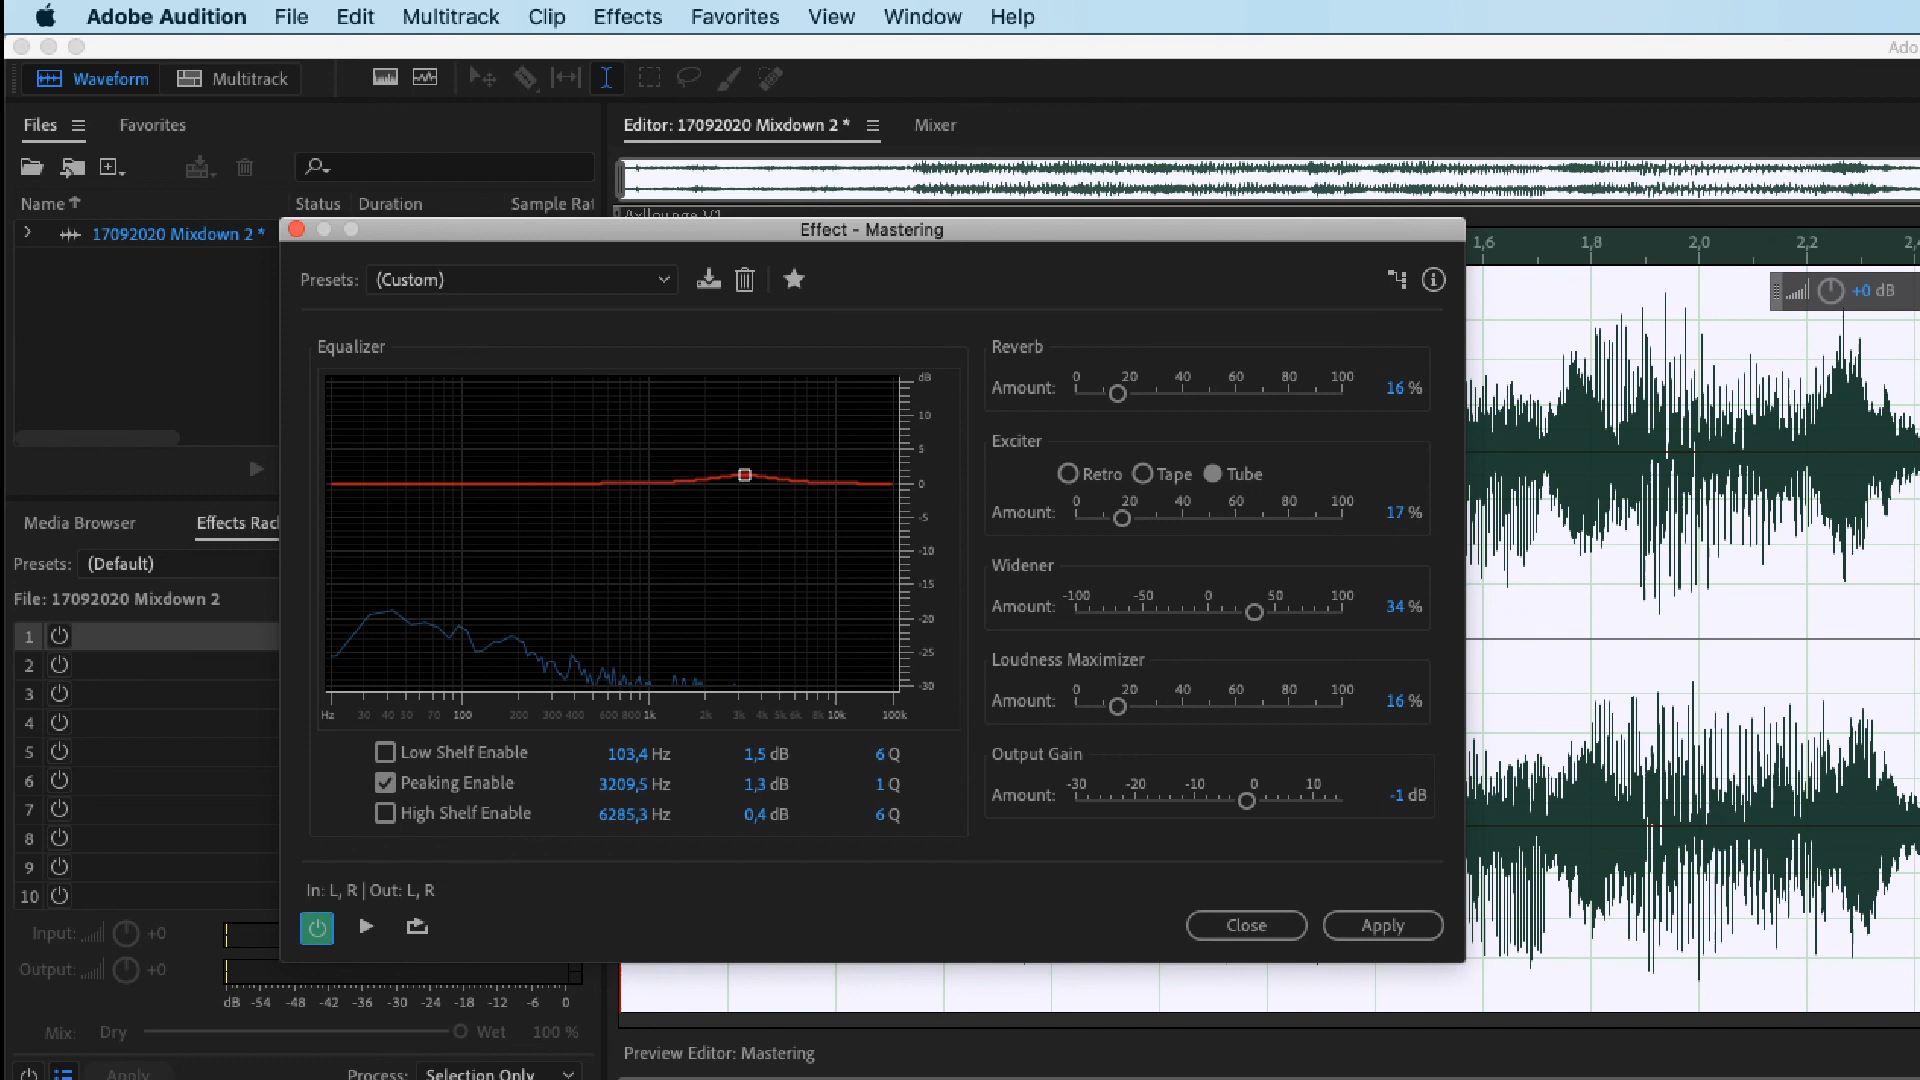 Adobe Audition File Edit Multitrack Clip Effects Favorites View Window Help
Ado
Waveform Multitrack
Files Favorites
Editor: 17092020 Mixdown 2 * Mixer
Name Status Duration Sample Rat
17092020 Mixdown 2 *
Effect - Mastering
1,6 1,8 2,0 2,2 2,4
Presets: (Custom)
+0 dB
Equalizer
dB
10
5
0
-5
-10
-15
-20
-25
-30
Hz 30 40 50 70 100 200 300 400 600 800 1k 2k 3k 4k 5k 6k 8k 10k 100k
Low Shelf Enable 103,4 Hz 1,5 dB 6 Q
Peaking Enable 3209,5 Hz 1,3 dB 1 Q
High Shelf Enable 6285,3 Hz 0,4 dB 6 Q
Reverb
0 20 40 60 80 100
Amount: 16 %
Exciter
Retro Tape Tube
0 20 40 60 80 100
Amount: 17 %
Widener
-100 -50 0 50 100
Amount: 34 %
Loudness Maximizer
0 20 40 60 80 100
Amount: 16 %
Output Gain
-30 -20 -10 0 10
Amount: -1 dB
In: L, R | Out: L, R
Close Apply
Media Browser Effects Rac
Presets: (Default)
File: 17092020 Mixdown 2
1
2
3
4
5
6
7
8
9
10
Input: +0
Output: +0
dB -54 -48 -42 -36 -30 -24 -18 -12 -6 0
Mix: Dry Wet 100 %
Apply Process: Selection Only
Preview Editor: Mastering